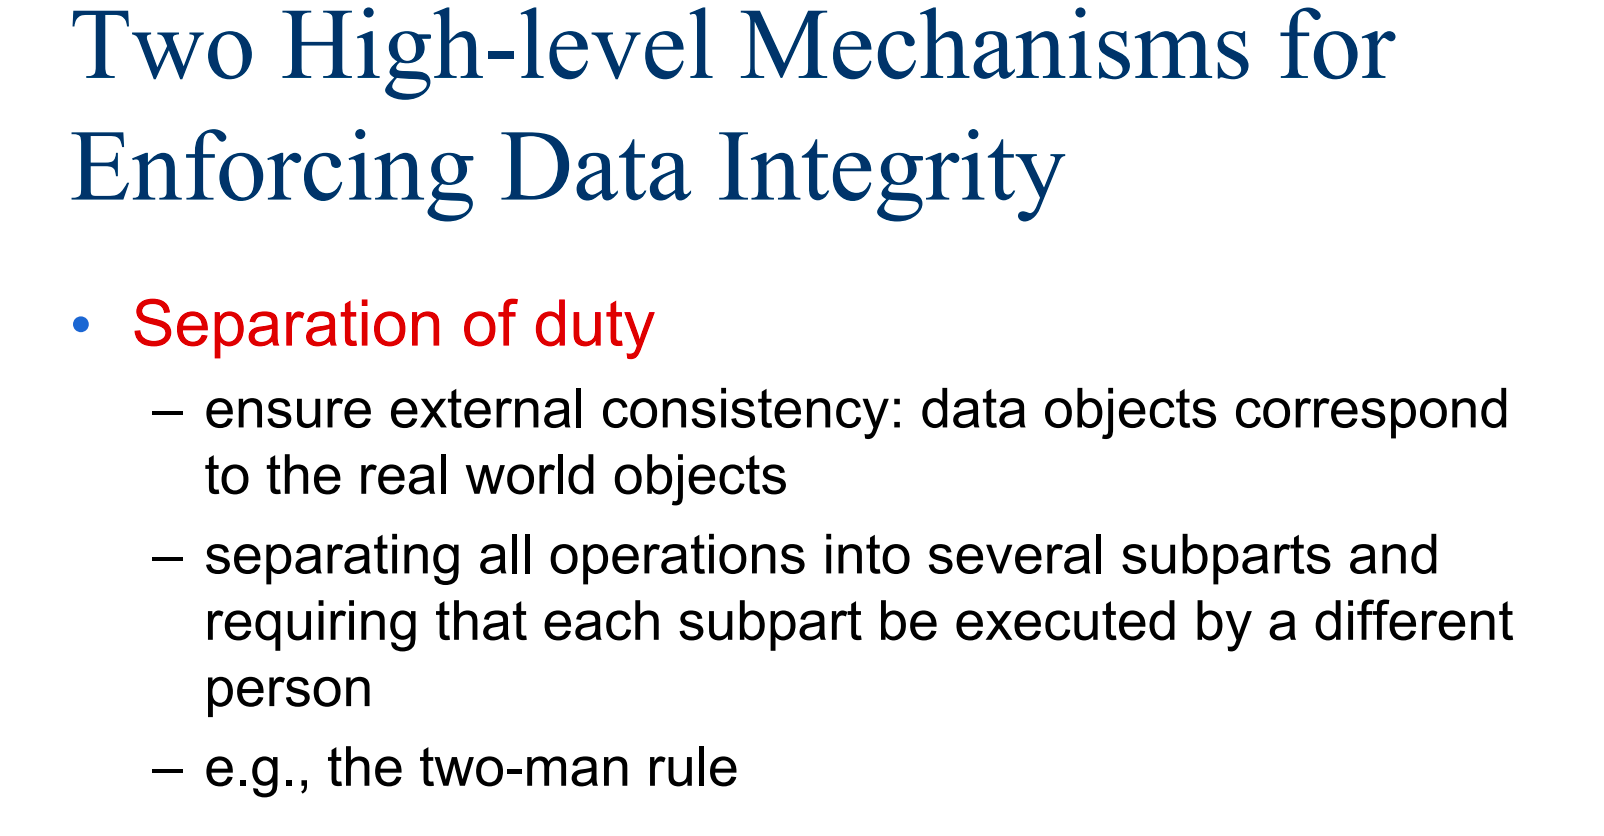 Two High-level Mechanisms for
Enforcing Data Integrity
• Separation of duty
– ensure external consistency: data objects correspond
to the real world objects
– separating all operations into several subparts and
requiring that each subpart be executed by a different
person
– e.g., the two-man rule